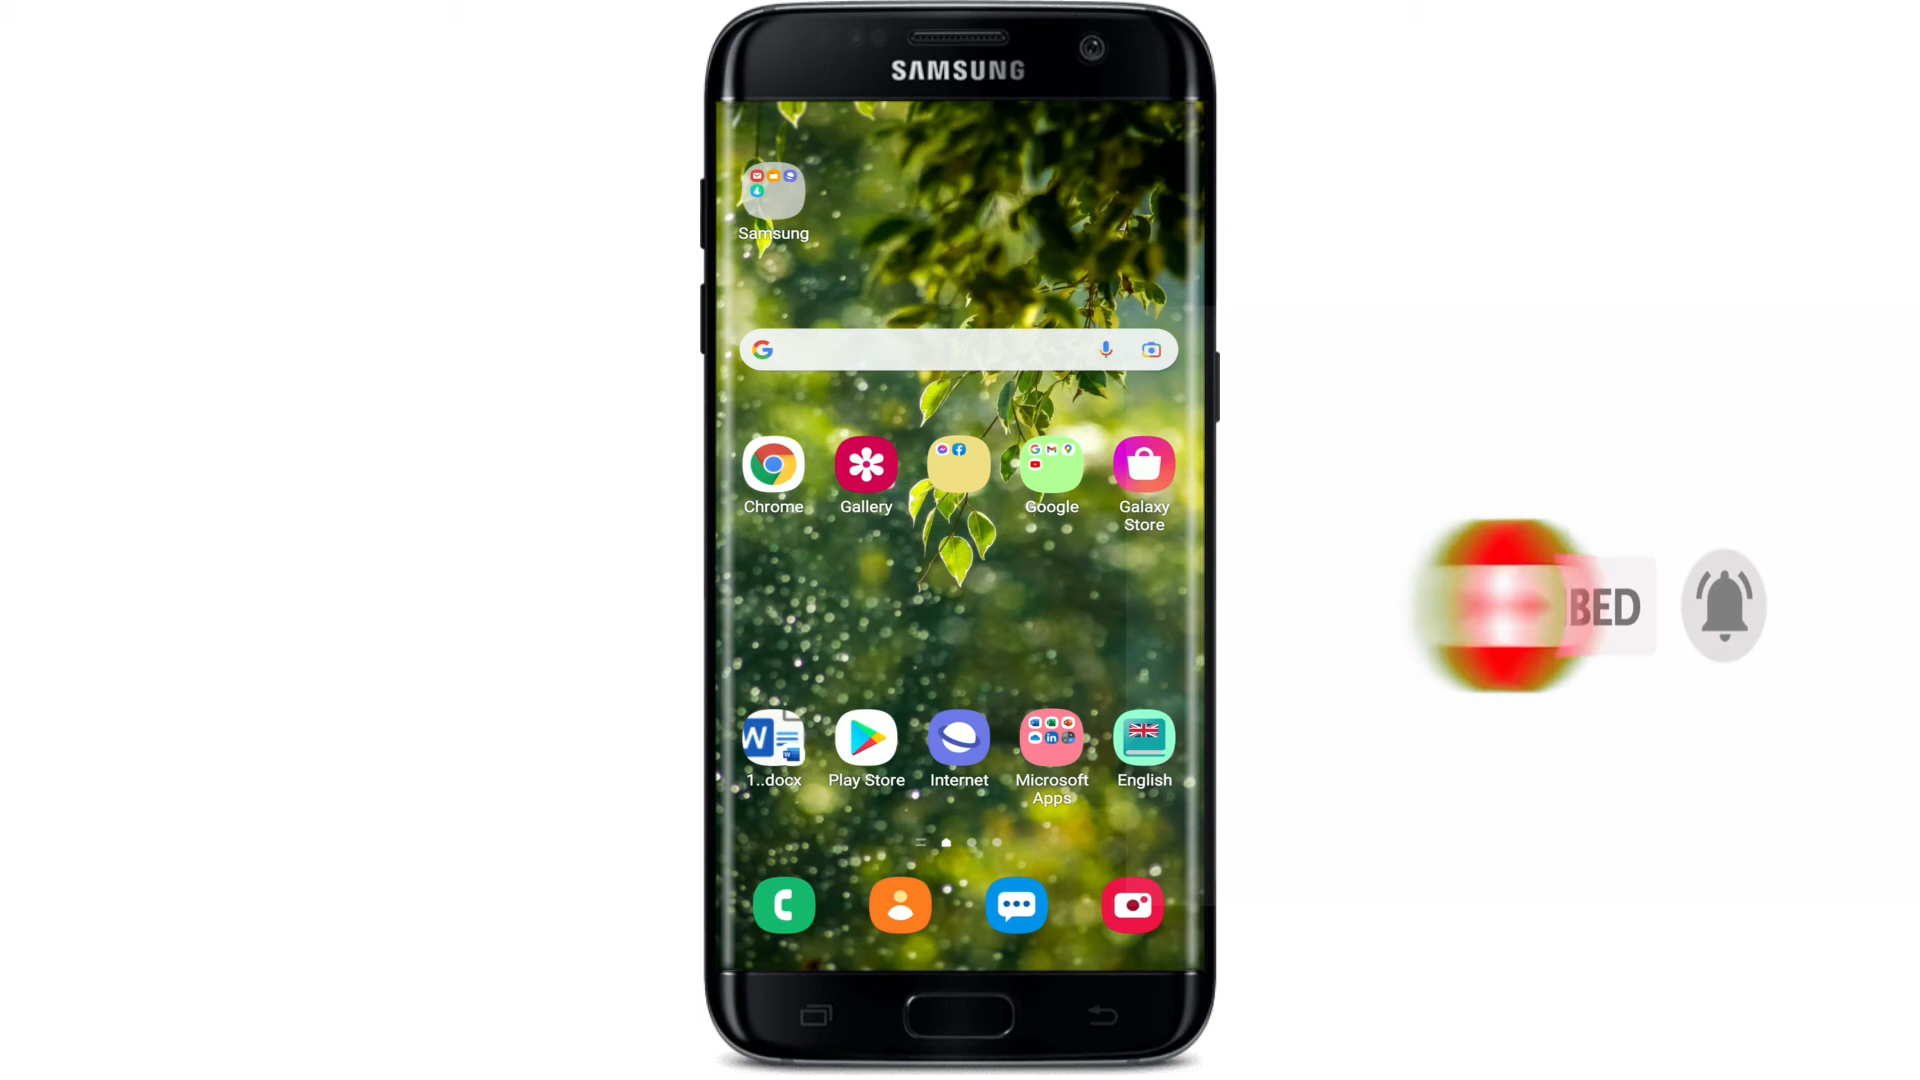 SAMSUNG
Samsung
Chrome
Gallery
Google
Galaxy
Store
BED
1..docx
Play Store
Internet
Microsoft
Apps
English